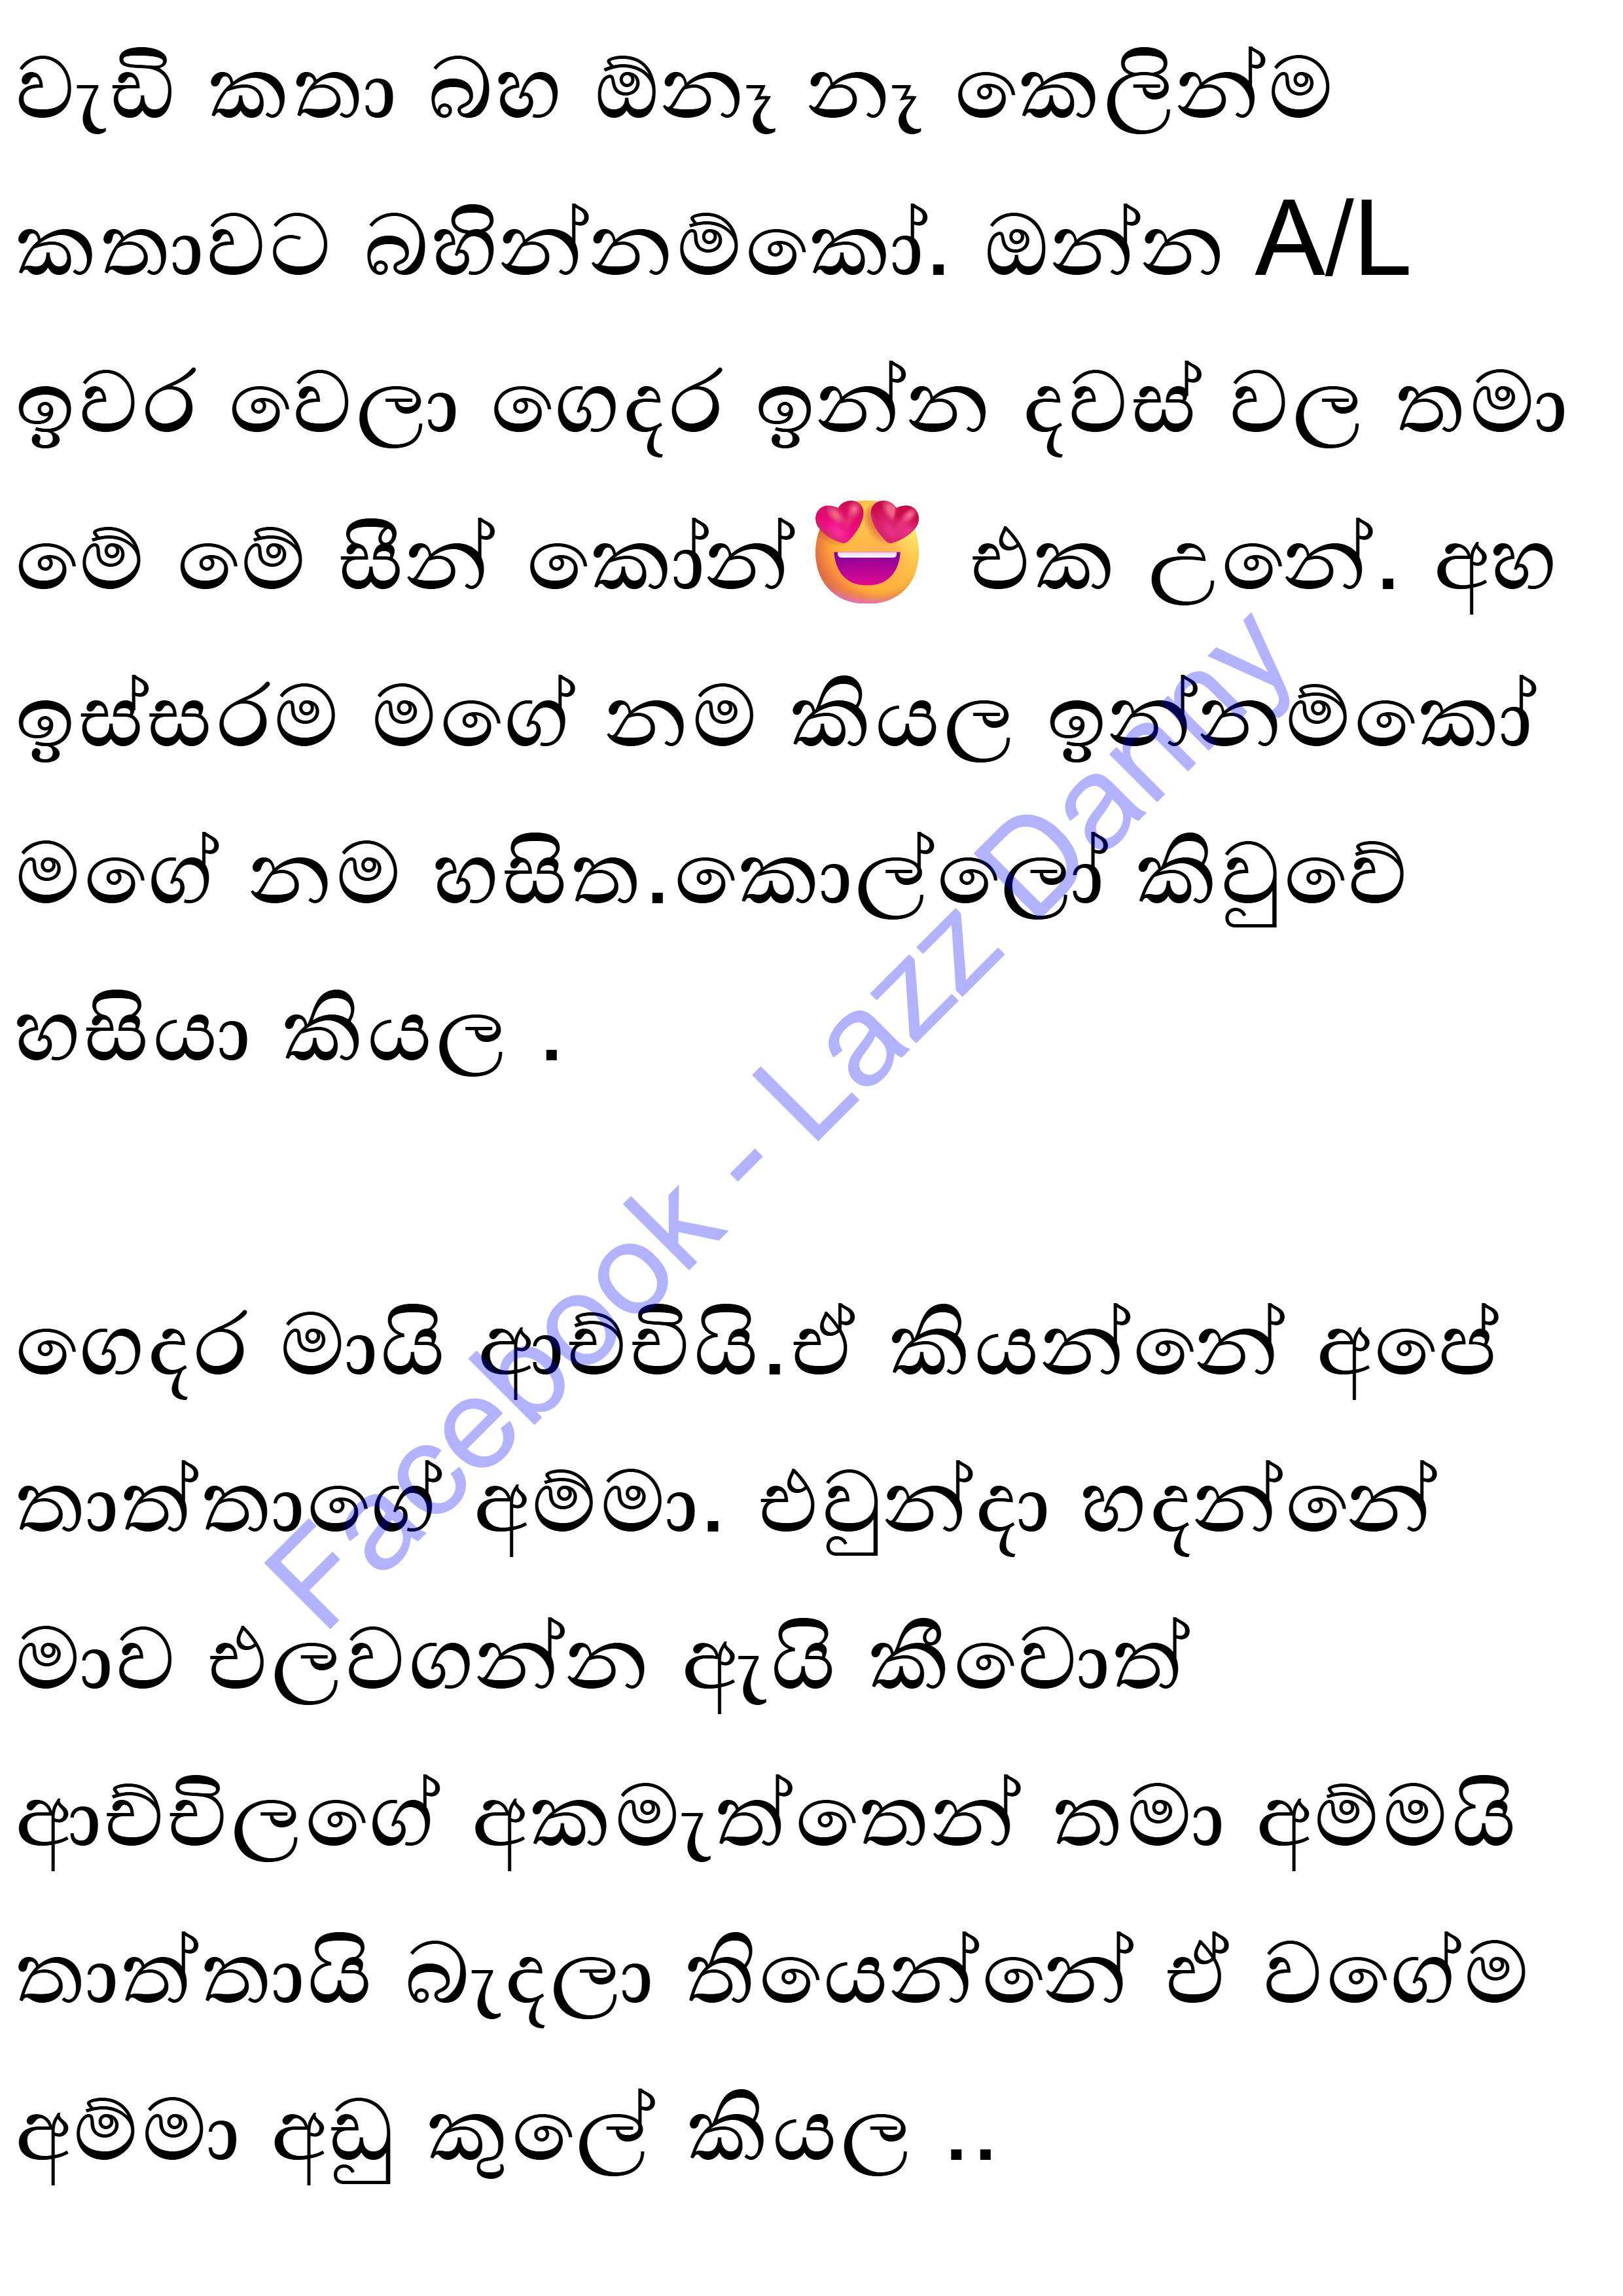 වැඩි කතා බහ ඕනෑ නෑ කෙලින්ම
කතාවට බහින්නම්කෝ. ඔන්න A/L
ඉවර වෙලා ගෙදර ඉන්න දවස් වල තමා
මේ මේ සීන් කෝන්😍 එක උනේ. අහ
ඉස්සරම මගේ නම කියල ඉන්නම්කෝ
මගේ නම හසිත.කොල්ලෝ කිවුවේ
හසියා කියල .
ගෙදර මායි ආච්චියි.ඒ කියන්නේ අපේ
තාත්තාගේ අම්මා. එවුන්දා හදන්නේ
මාව එලවගන්න ඇයි කීවොත්
ආච්චිලගේ අකමැත්තෙන් තමා අම්මයි
තාත්තායි බැදලා තියෙන්නේ ඒ වගේම
අම්මා අඩු කුලේ කියල ..
Facebook - Lazz Danny